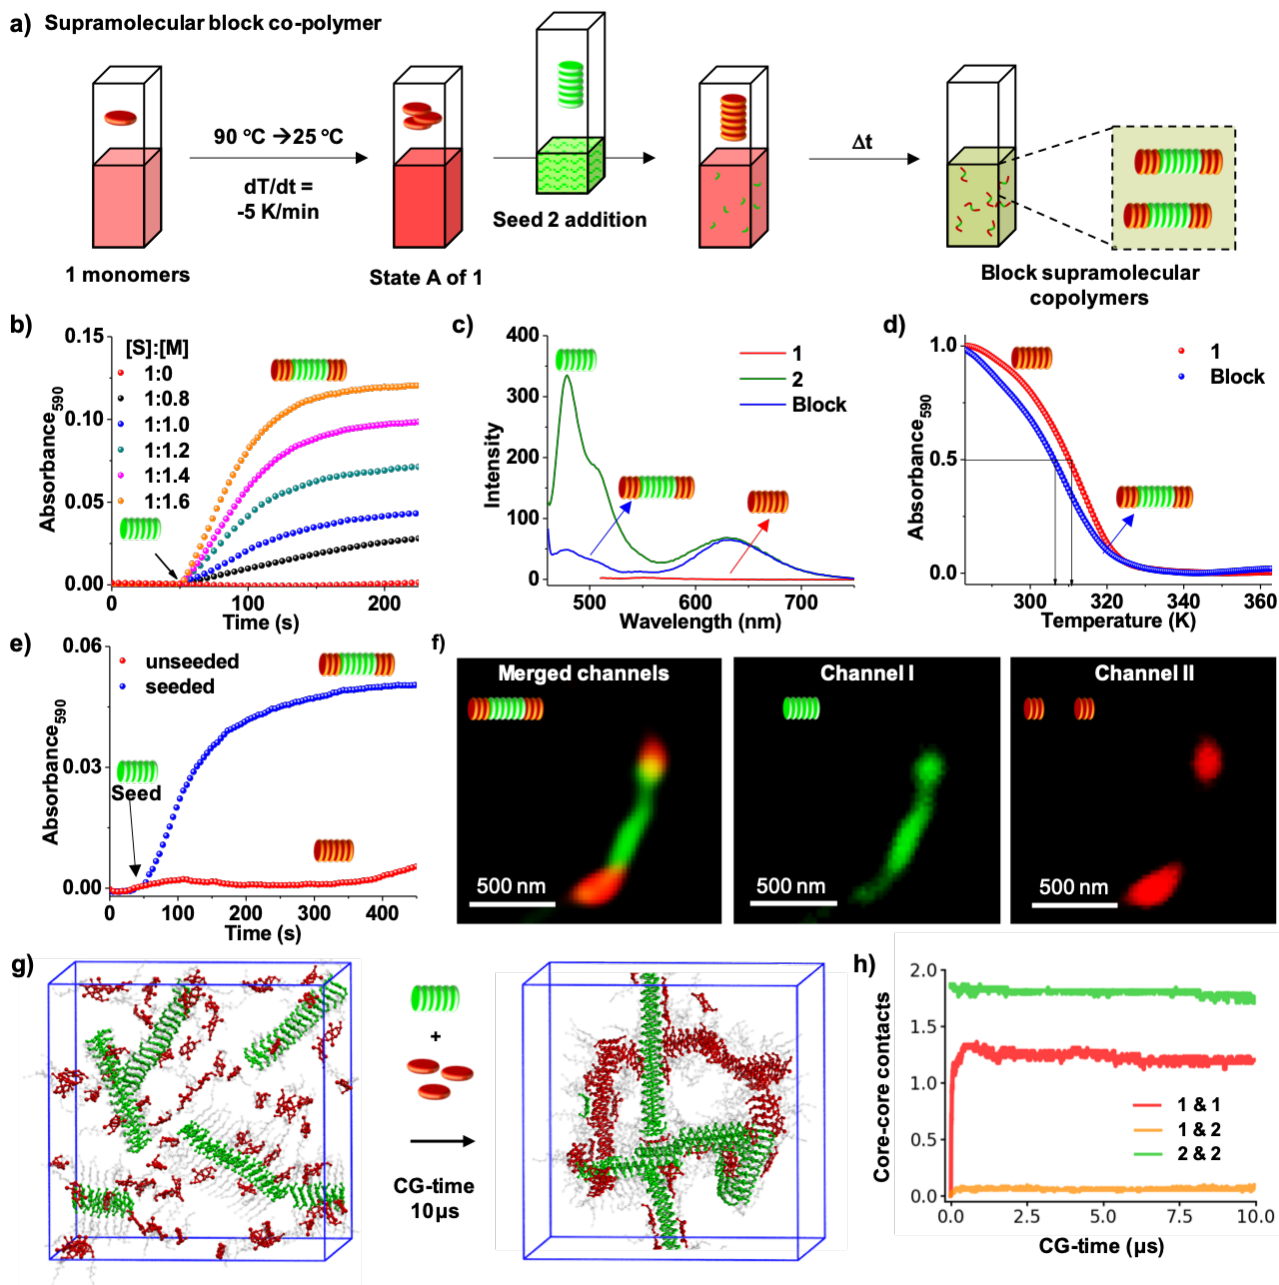 a) Supramolecular block co-polymer
90 °C →25 °C
dT/dt =
-5 K/min
Seed 2 addition
Δt
1 monomers
State A of 1
Block supramolecular
copolymers
b)
Absorbance590
0.15
0.10
0.05
0.00
[S]:[M]
1:0
1:0.8
1:1.0
1:1.2
1:1.4
1:1.6
0
100
200
Time (s)
c)
Intensity
400
300
200
100
0
1
2
Block
500
600
700
Wavelength (nm)
d)
Absorbance590
1.0
0.5
0.0
1
Block
300
320
340
360
Temperature (K)
e)
Absorbance590
0.06
0.03
0.00
unseeded
seeded
Seed
0
100
200
300
400
Time (s)
f)
Merged channels
500 nm
Channel I
500 nm
Channel II
500 nm
g)
+
CG-time
10µs
h)
Core-core contacts
2.0
1.5
1.0
0.5
0.0
1 & 1
1 & 2
2 & 2
0.0
2.5
5.0
7.5
10.0
CG-time (µs)